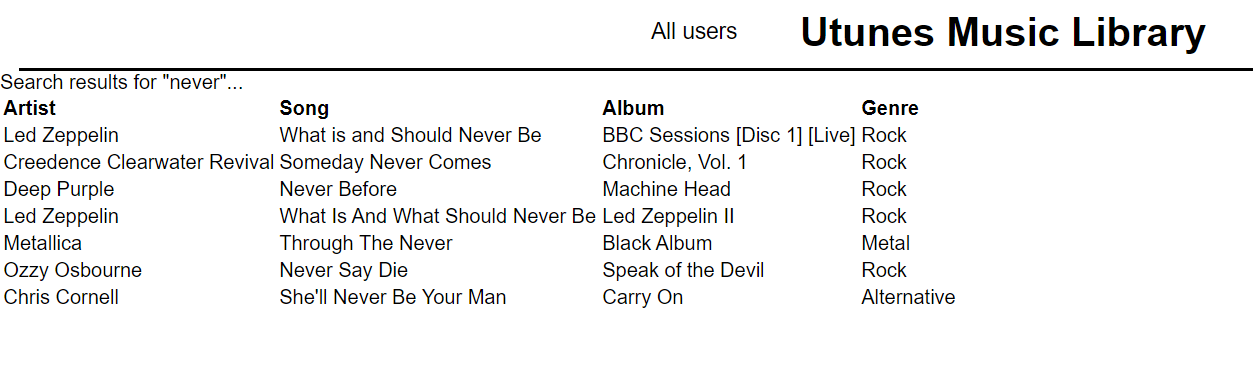 All users Utunes Music Library
Search results for "never"...
Artist Song Album Genre
Led Zeppelin What is and Should Never Be BBC Sessions [Disc 1] [Live] Rock
Creedence Clearwater Revival Someday Never Comes Chronicle, Vol. 1 Rock
Deep Purple Never Before Machine Head Rock
Led Zeppelin What Is And What Should Never Be Led Zeppelin II Rock
Metallica Through The Never Black Album Metal
Ozzy Osbourne Never Say Die Speak of the Devil Rock
Chris Cornell She'll Never Be Your Man Carry On Alternative